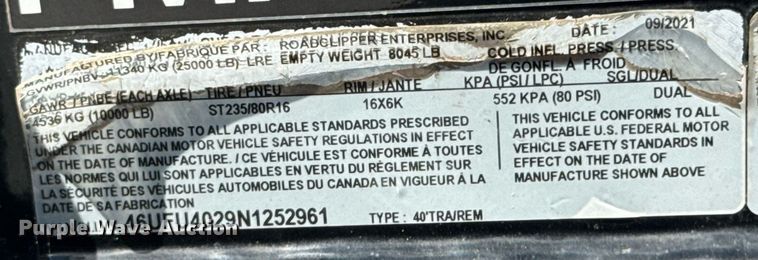 MANUFACTURED BY/FABRIQUE PAR: ROADCLIPPER ENTERPRISES, INC. 09/2021
GVWR/PNBV 11340 KG (25000 LB) LRE EMPTY WEIGHT 8045 LB COLD INFL. PRESS./PRESS. DE GONFL. À FROID
GAWR / PNBE (EACH AXLE) TIRE / PNEU RIM / JANTE KPA (PSI / LPC) SGL/DUAL
4536 KG (10000 LB) ST235/80R16 16X6K 552 KPA (80 PSI) DUAL
THIS VEHICLE CONFORMS TO ALL APPLICABLE STANDARDS PRESCRIBED
UNDER THE CANADIAN MOTOR VEHICLE SAFETY REGULATIONS IN EFFECT
ON THE DATE OF MANUFACTURE. / CE VÉHICULE EST CONFORME À TOUTES
LES NORMES QUI LUI SONT APPLICABLES EN VERTU DU RÈGLEMENT SUR
LA SÉCURITÉ DES VÉHICULES AUTOMOBILES DU CANADA EN VIGUEUR À LA
DATE DE SA FABRICATION
THIS VEHICLE CONFORMS TO ALL
APPLICABLE U.S. FEDERAL MOTOR
VEHICLE SAFETY STANDARDS IN
EFFECT ON THE DATE OF
MANUFACTURE SHOWN ABOVE
46UFU4029N1252961 TYPE: 40'TRA/REM
Purple Wave Auction